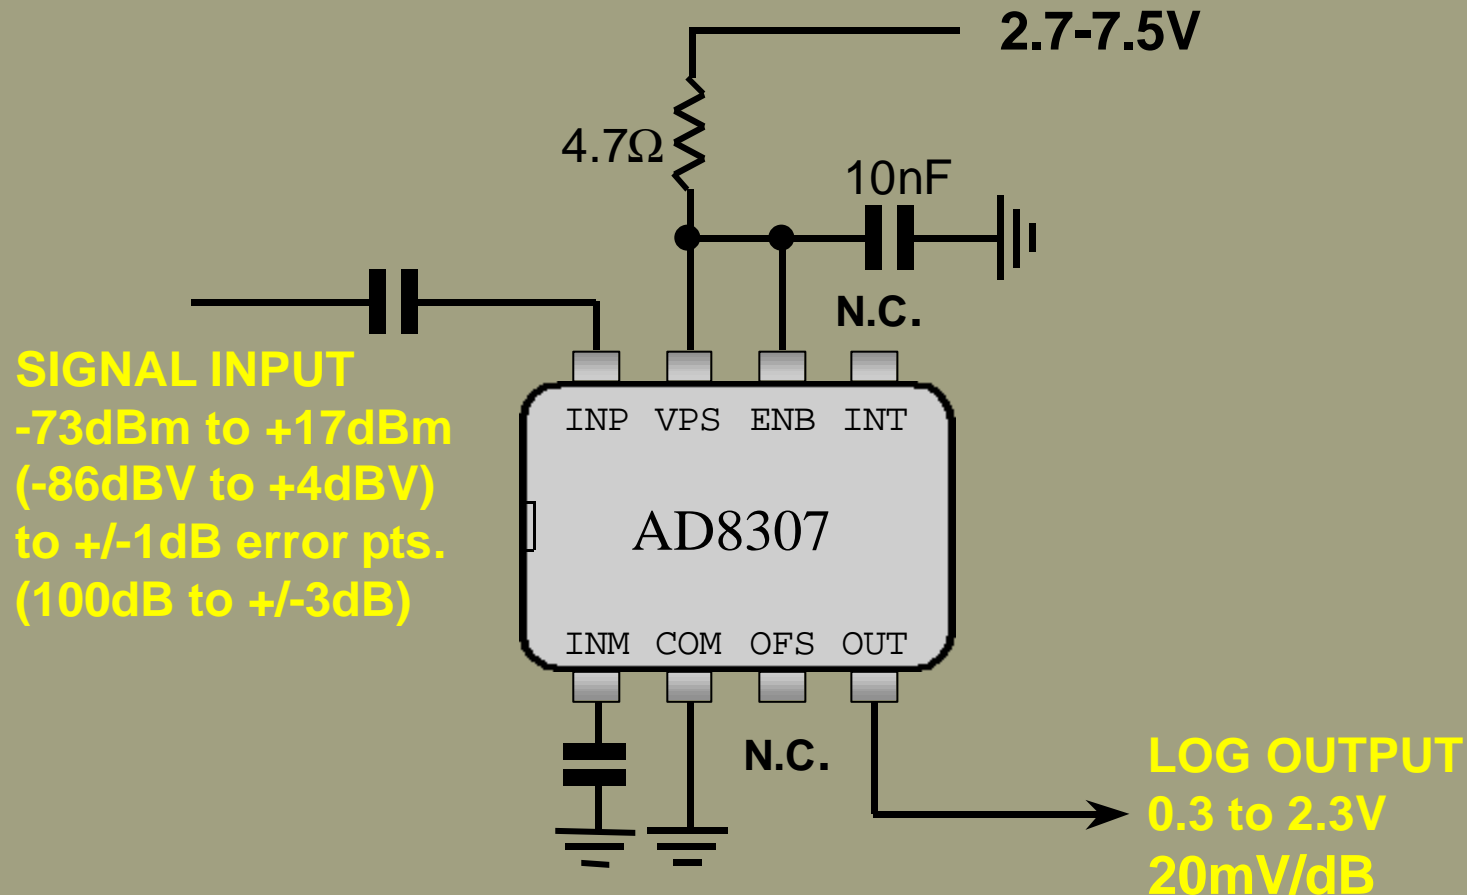 2.7-7.5V
4.7Ω
10nF
N.C.
SIGNAL INPUT
-73dBm to +17dBm
(-86dBV to +4dBV)
to +/-1dB error pts.
(100dB to +/-3dB)
INP VPS ENB INT
AD8307
INM COM OFS OUT
N.C.
LOG OUTPUT
0.3 to 2.3V
20mV/dB